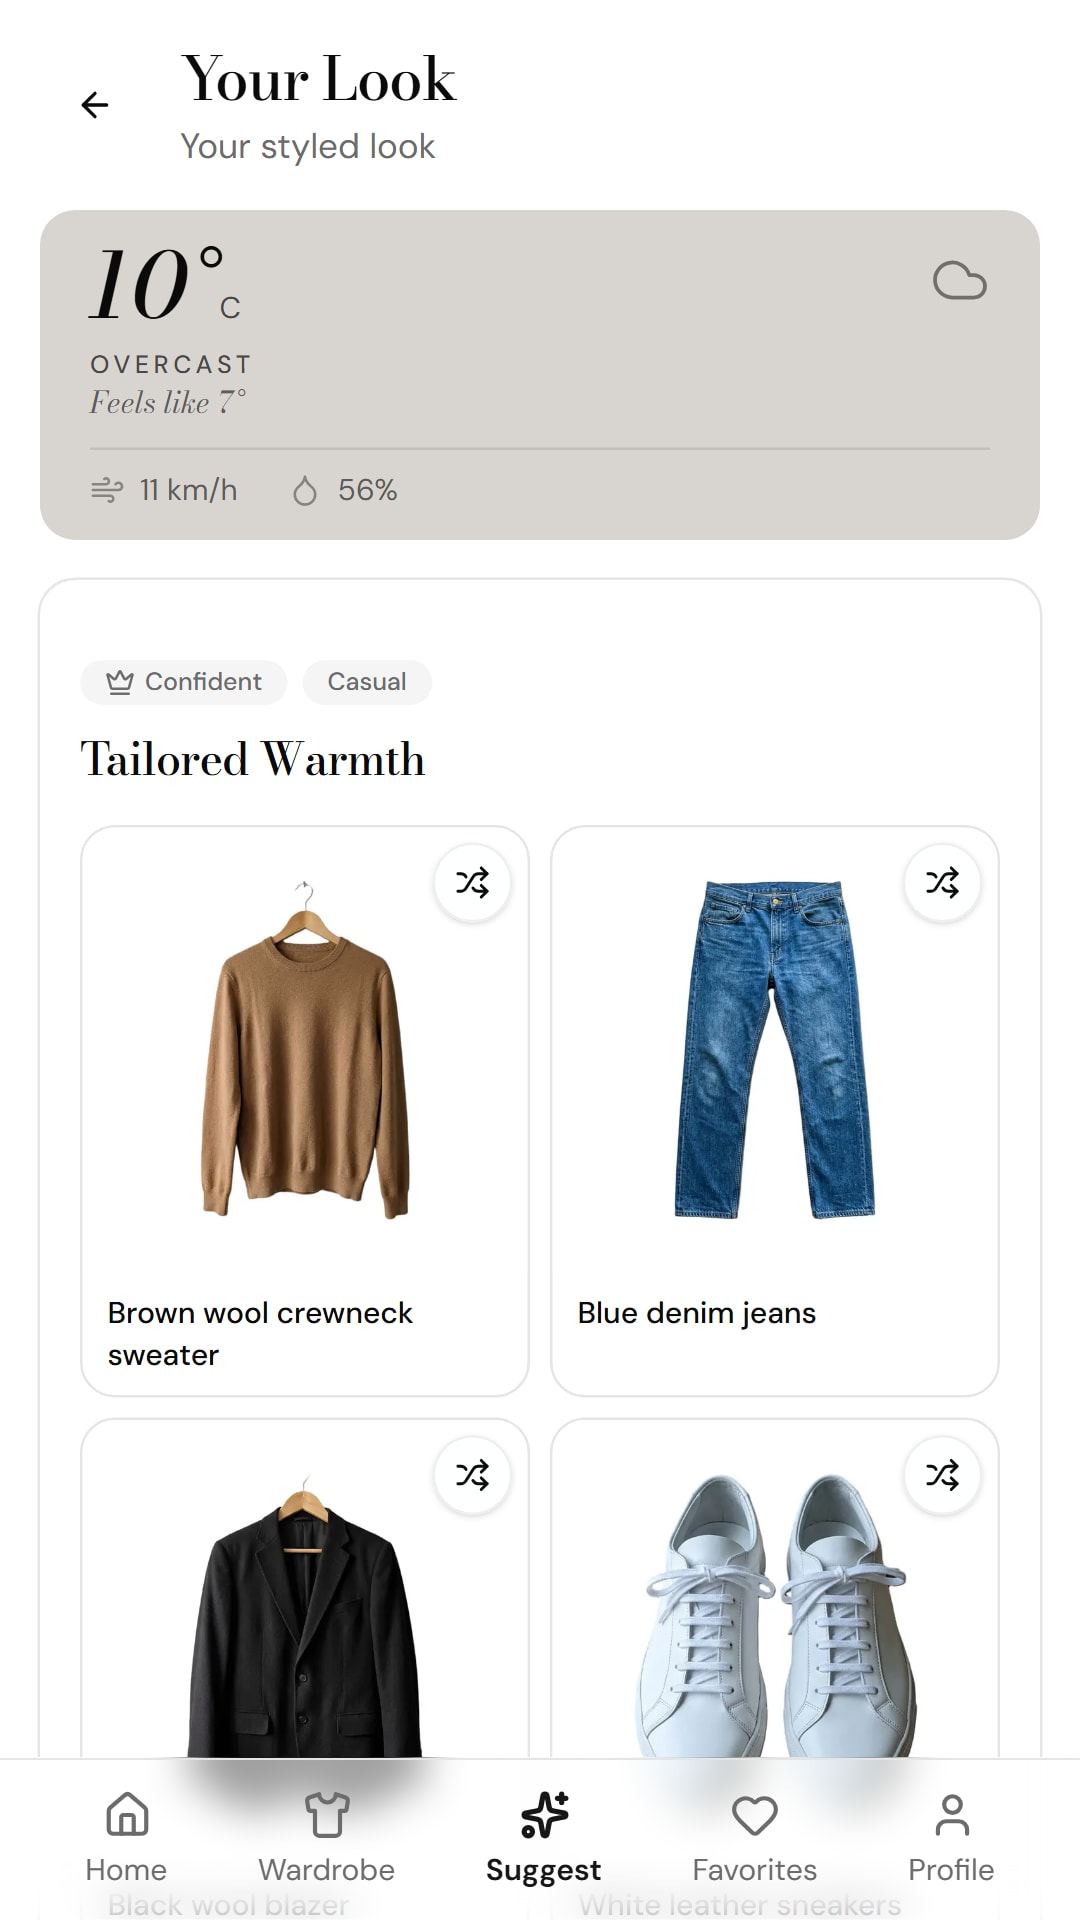 Your Look
Your styled look
10°
C
OVERCAST
Feels like 7°
11 km/h
56%
Confident
Casual
Tailored Warmth
Brown wool crewneck
sweater
Blue denim jeans
Home
Wardrobe
Suggest
Favorites
Profile
Black wool blazer
White leather sneakers